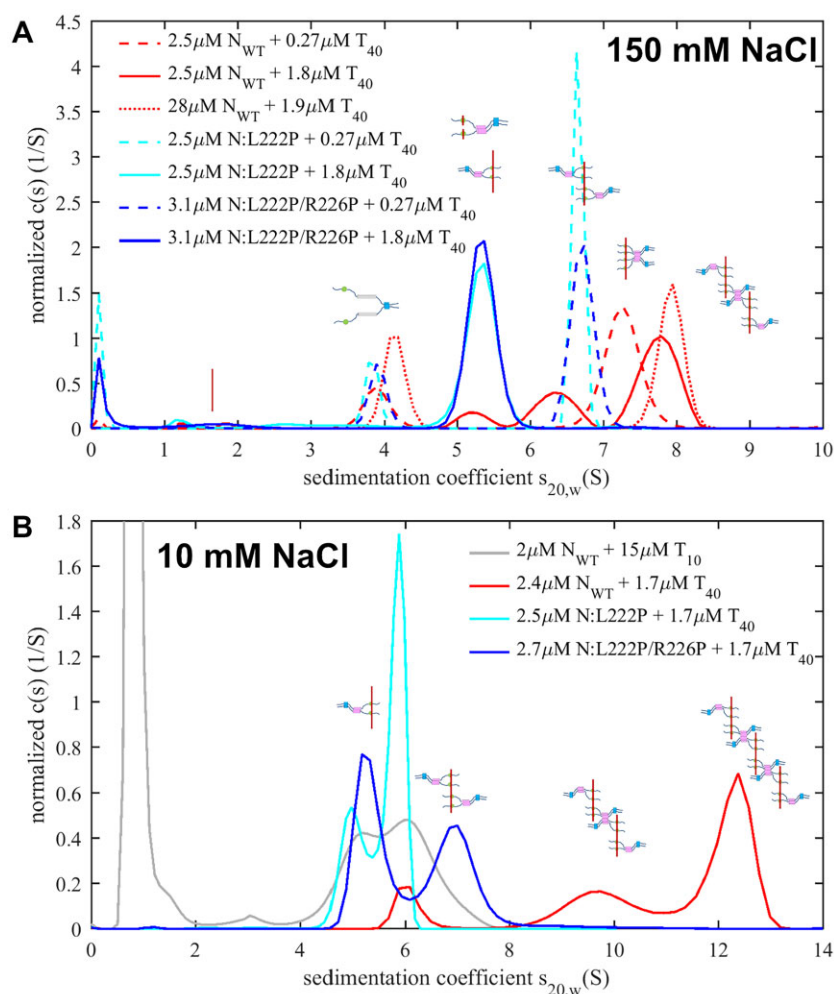 A
150 mM NaCl
2.5μM N_WT + 0.27μM T_40
2.5μM N_WT + 1.8μM T_40
28μM N_WT + 1.9μM T_40
2.5μM N:L222P + 0.27μM T_40
2.5μM N:L222P + 1.8μM T_40
3.1μM N:L222P/R226P + 0.27μM T_40
3.1μM N:L222P/R226P + 1.8μM T_40
normalized c(s) (1/S)
4.5
4
3.5
3
2.5
2
1.5
1
0.5
0
0 1 2 3 4 5 6 7 8 9 10
sedimentation coefficient s_20,w(S)
B
10 mM NaCl
2μM N_WT + 15μM T_10
2.4μM N_WT + 1.7μM T_40
2.5μM N:L222P + 1.7μM T_40
2.7μM N:L222P/R226P + 1.7μM T_40
normalized c(s) (1/S)
1.8
1.6
1.4
1.2
1
0.8
0.6
0.4
0.2
0
0 2 4 6 8 10 12 14
sedimentation coefficient s_20,w(S)